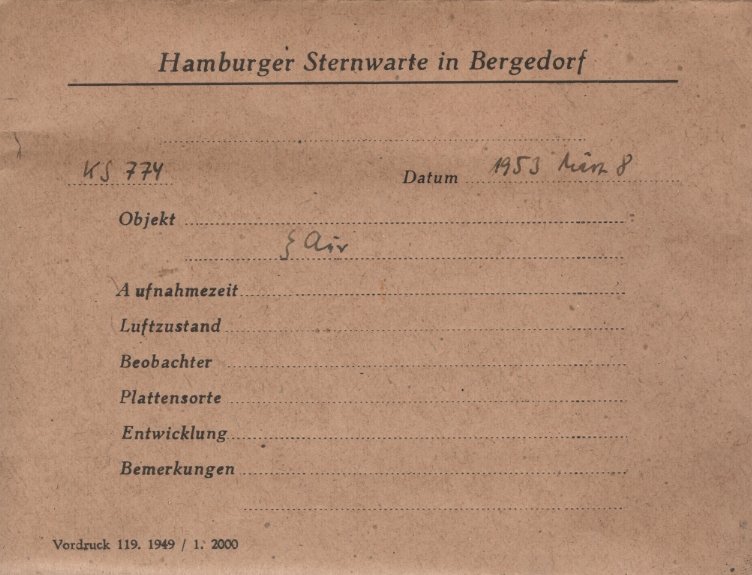 Hamburger Sternwarte in Bergedorf
KS 774
Datum 1953 März 8
Objekt
ξ Aur
Aufnahmezeit
Luftzustand
Beobachter
Plattensorte
Entwicklung
Bemerkungen
Vordruck 119. 1949 / 1. 2000